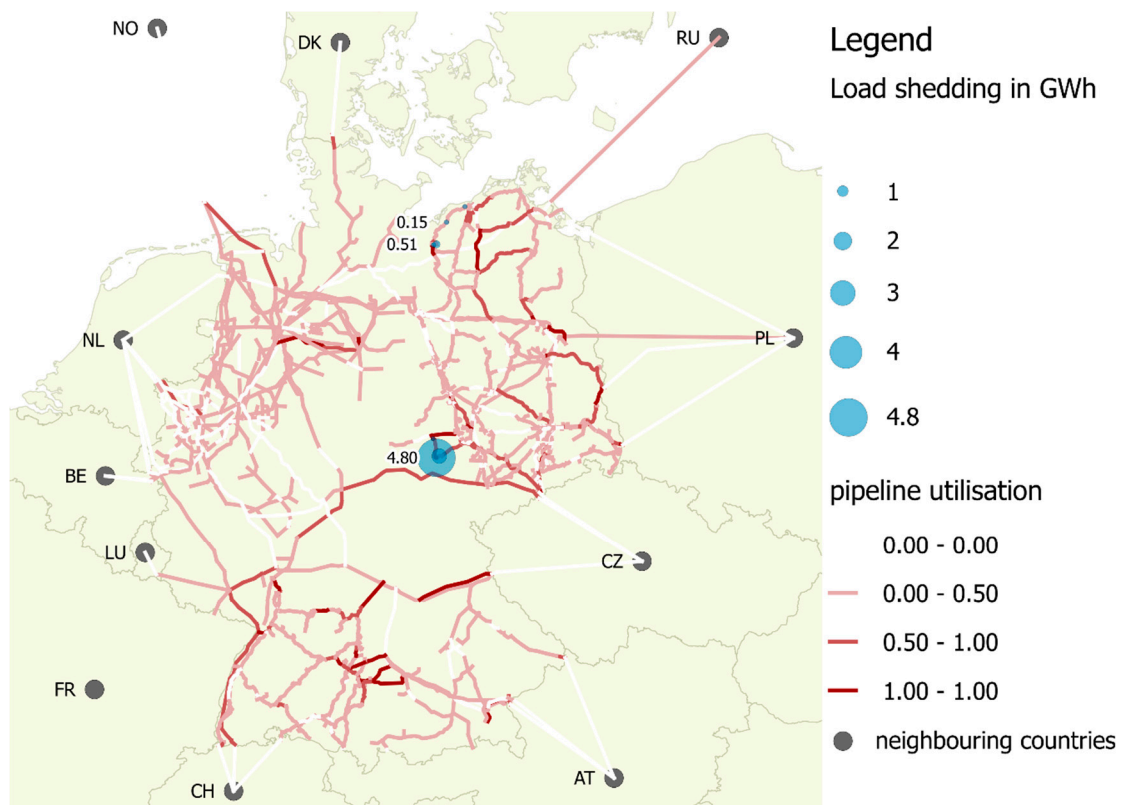 NO
DK
RU
0.15
0.51
NL
PL
4.80
BE
LU
CZ
FR
CH
AT
Legend
Load shedding in GWh
1
2
3
4
4.8
pipeline utilisation
0.00 - 0.00
0.00 - 0.50
0.50 - 1.00
1.00 - 1.00
neighbouring countries